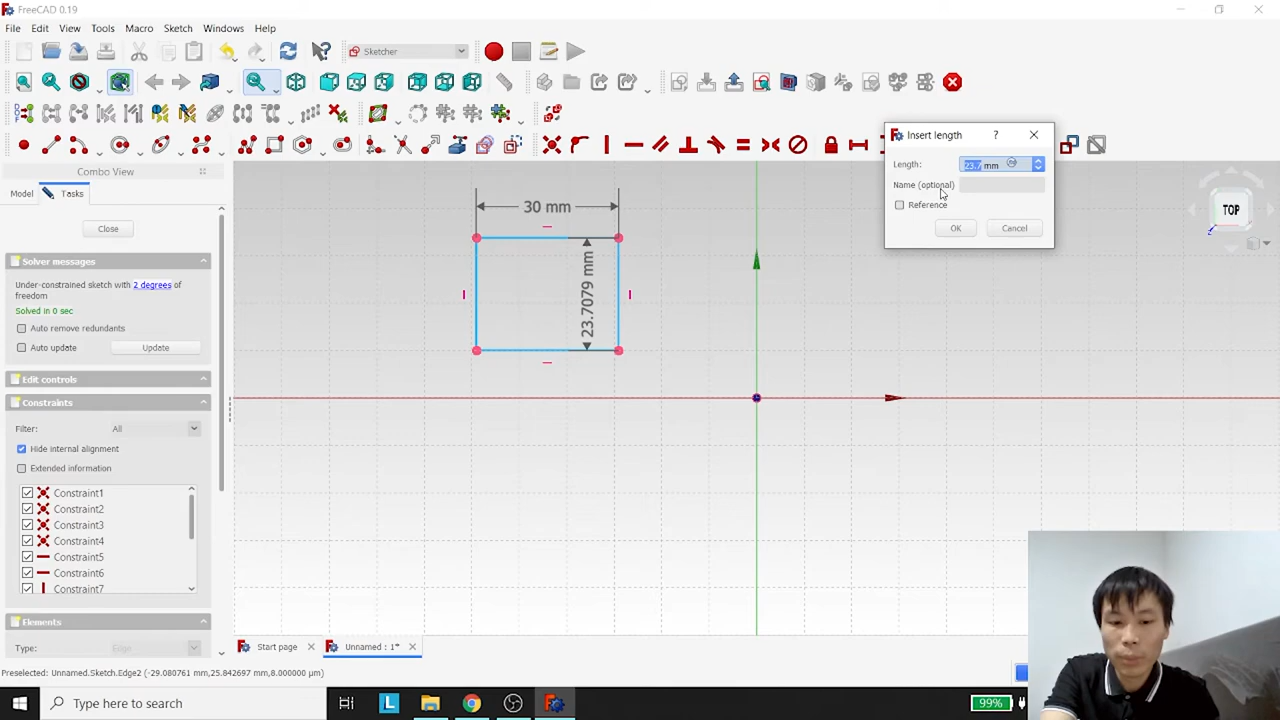 FreeCAD 0.19
File Edit View Tools Macro Sketch Windows Help
Sketcher
Combo View
Model Tasks
Close
Solver messages
Under-constrained sketch with 2 degrees of
freedom
Solved in 0 sec
Auto remove redundants
Auto update Update
Edit controls
Constraints
Filter: All
Hide internal alignment
Extended information
Constraint1
Constraint2
Constraint3
Constraint4
Constraint5
Constraint6
Constraint7
Elements
Type: Edge
30 mm
23.7079 mm
Insert length ?
Length: 23.7 mm
Name (optional)
Reference
OK Cancel
TOP
Start page Unnamed : 1*
Preselected: Unnamed.Sketch.Edge2 (-29.080761 mm,25.842697 mm,8.000000 µm)
Type here to search
L
99%